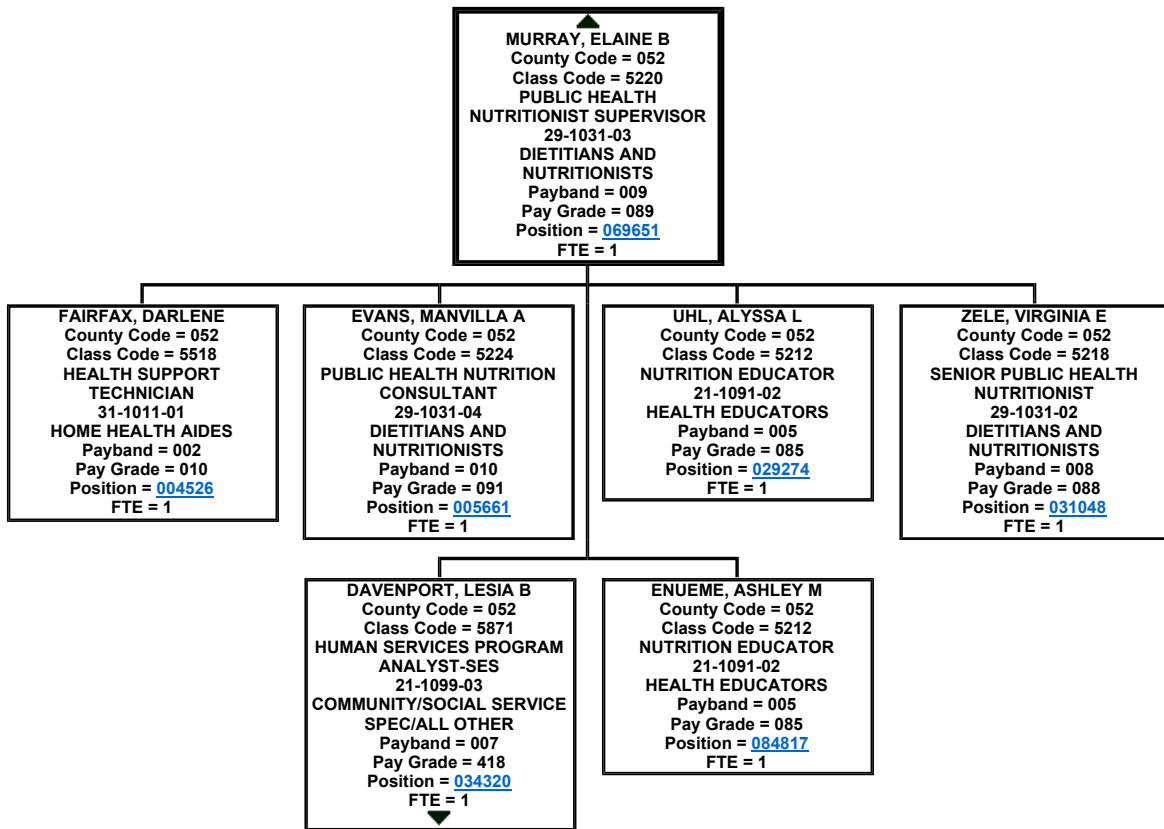 MURRAY, ELAINE B
County Code = 052
Class Code = 5220
PUBLIC HEALTH
NUTRITIONIST SUPERVISOR
29-1031-03
DIETITIANS AND
NUTRITIONISTS
Payband = 009
Pay Grade = 089
Position = 069651
FTE = 1
FAIRFAX, DARLENE
County Code = 052
Class Code = 5518
HEALTH SUPPORT
TECHNICIAN
31-1011-01
HOME HEALTH AIDES
Payband = 002
Pay Grade = 010
Position = 004526
FTE = 1
EVANS, MANVILLA A
County Code = 052
Class Code = 5224
PUBLIC HEALTH NUTRITION
CONSULTANT
29-1031-04
DIETITIANS AND
NUTRITIONISTS
Payband = 010
Pay Grade = 091
Position = 005661
FTE = 1
UHL, ALYSSA L
County Code = 052
Class Code = 5212
NUTRITION EDUCATOR
21-1091-02
HEALTH EDUCATORS
Payband = 005
Pay Grade = 085
Position = 029274
FTE = 1
ZELE, VIRGINIA E
County Code = 052
Class Code = 5218
SENIOR PUBLIC HEALTH
NUTRITIONIST
29-1031-02
DIETITIANS AND
NUTRITIONISTS
Payband = 008
Pay Grade = 088
Position = 031048
FTE = 1
DAVENPORT, LESIA B
County Code = 052
Class Code = 5871
HUMAN SERVICES PROGRAM
ANALYST-SES
21-1099-03
COMMUNITY/SOCIAL SERVICE
SPEC/ALL OTHER
Payband = 007
Pay Grade = 418
Position = 034320
FTE = 1
ENUEME, ASHLEY M
County Code = 052
Class Code = 5212
NUTRITION EDUCATOR
21-1091-02
HEALTH EDUCATORS
Payband = 005
Pay Grade = 085
Position = 084817
FTE = 1